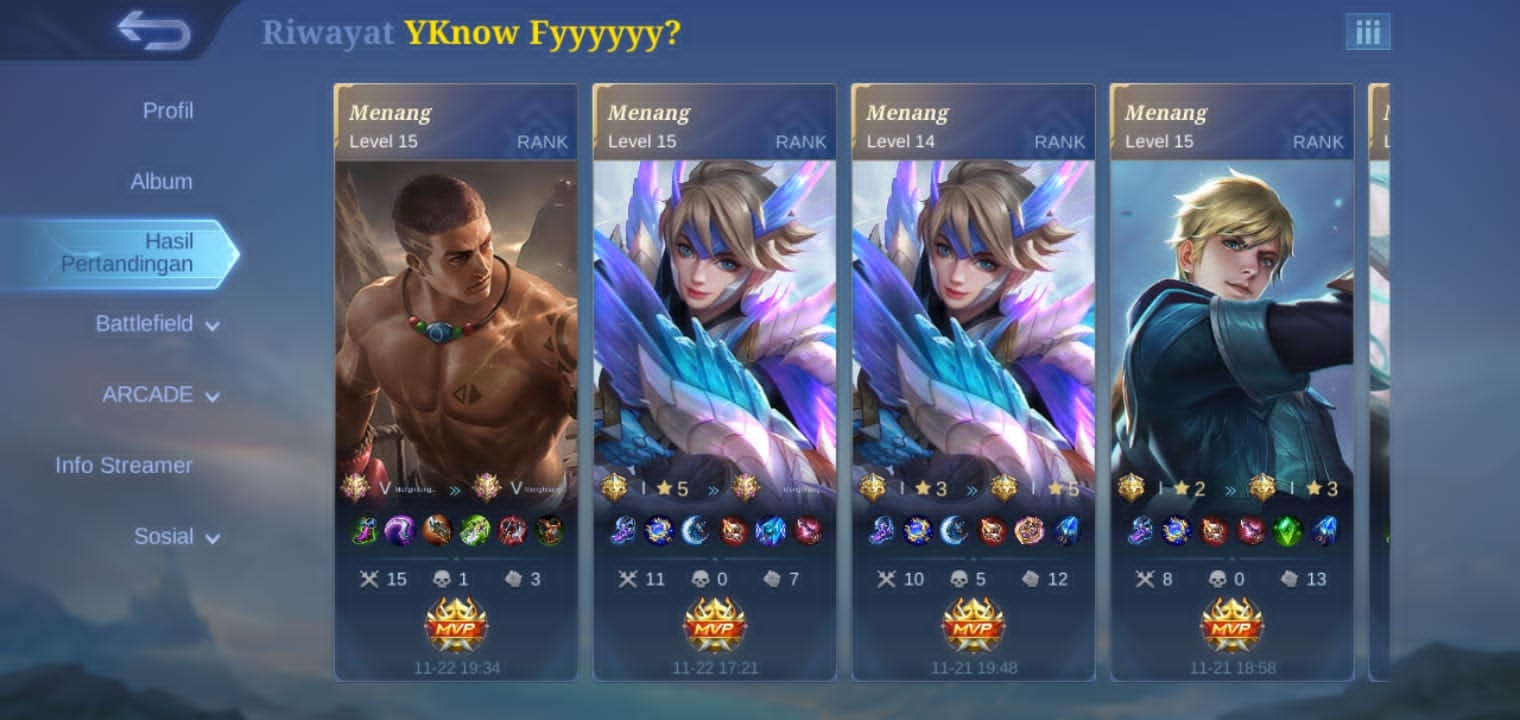 Riwayat YKnow Fyyyyyy?
Profil
Album
Hasil
Pertandingan
Battlefield
ARCADE
Info Streamer
Sosial
Menang
Level 15 RANK
V V
15 1 3
MVP
11-22 19:34
Menang
Level 15 RANK
I 5
11 0 7
MVP
11-22 17:21
Menang
Level 14 RANK
I 3 I 5
10 5 12
MVP
11-21 19:48
Menang
Level 15 RANK
I 2 I 3
8 0 13
MVP
11-21 18:58